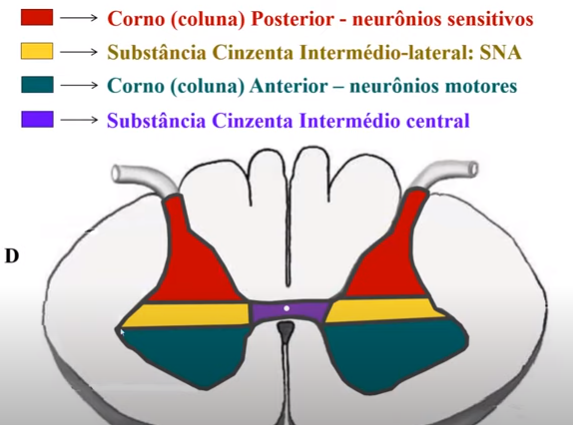 Corno (coluna) Posterior - neurônios sensitivos
Substância Cinzenta Intermédio-lateral: SNA
Corno (coluna) Anterior – neurônios motores
Substância Cinzenta Intermédio central
D